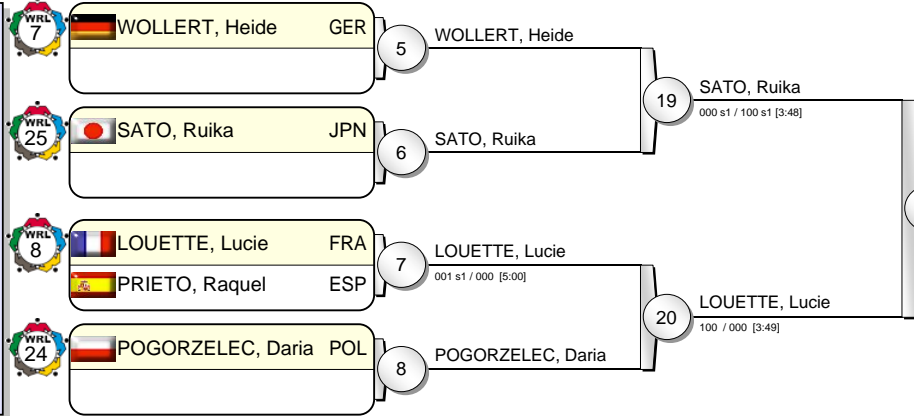 WRL
7
WOLLERT, Heide GER
5
WOLLERT, Heide
19
SATO, Ruika
000 s1 / 100 s1 [3:48]
WRL
25
SATO, Ruika JPN
6
SATO, Ruika
WRL
8
LOUETTE, Lucie FRA
PRIETO, Raquel ESP
7
LOUETTE, Lucie
001 s1 / 000 [5:00]
20
LOUETTE, Lucie
100 / 000 [3:49]
WRL
24
POGORZELEC, Daria POL
8
POGORZELEC, Daria